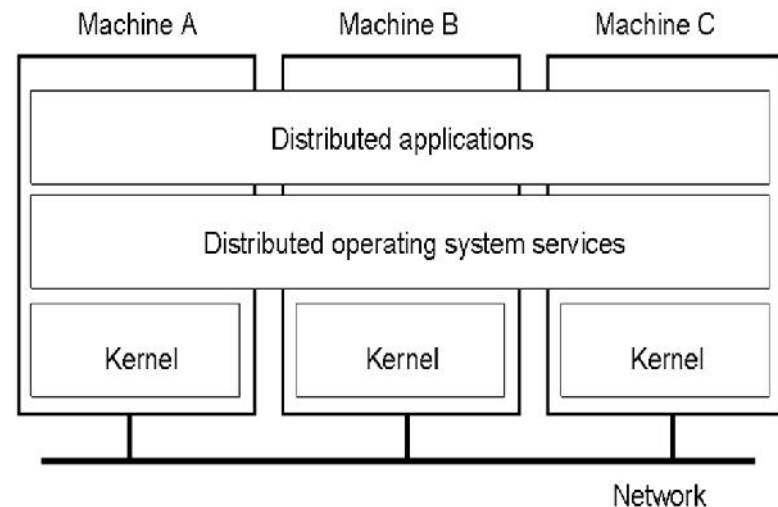 Machine A
Machine B
Machine C
Distributed applications
Distributed operating system services
Kernel
Kernel
Kernel
Network